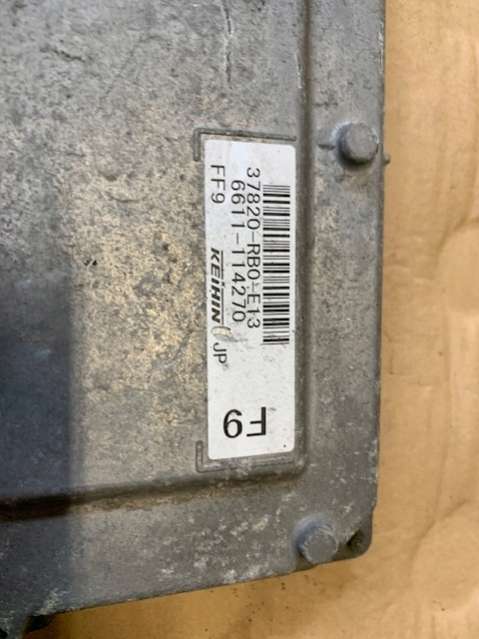 37820-RB0-E13
6611-114270
FF9
KEIHIN JP
F9